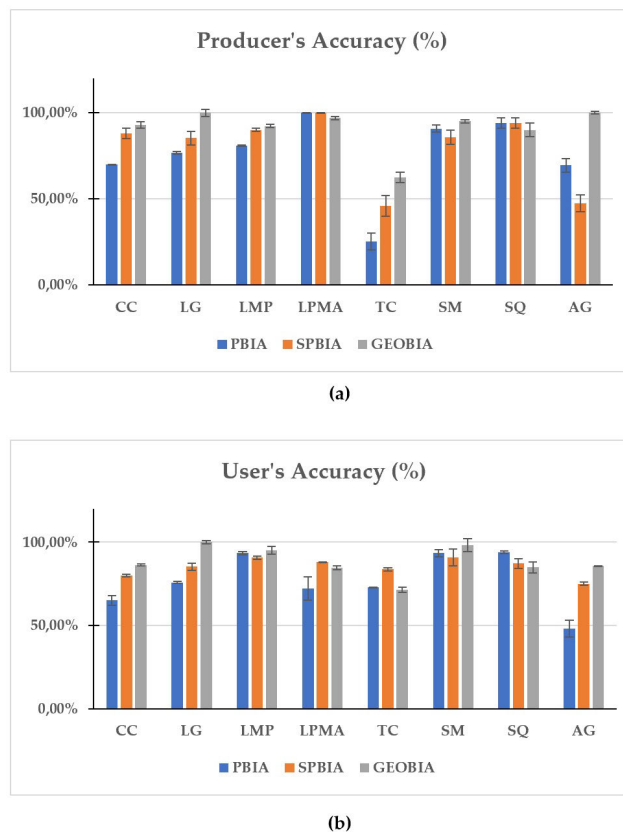 Producer's Accuracy (%)
100,00%
50,00%
0,00%
CC LG LMP LPMA TC SM SQ AG
PBIA SPBIA GEOBIA
(a)
User's Accuracy (%)
100,00%
50,00%
0,00%
CC LG LMP LPMA TC SM SQ AG
PBIA SPBIA GEOBIA
(b)